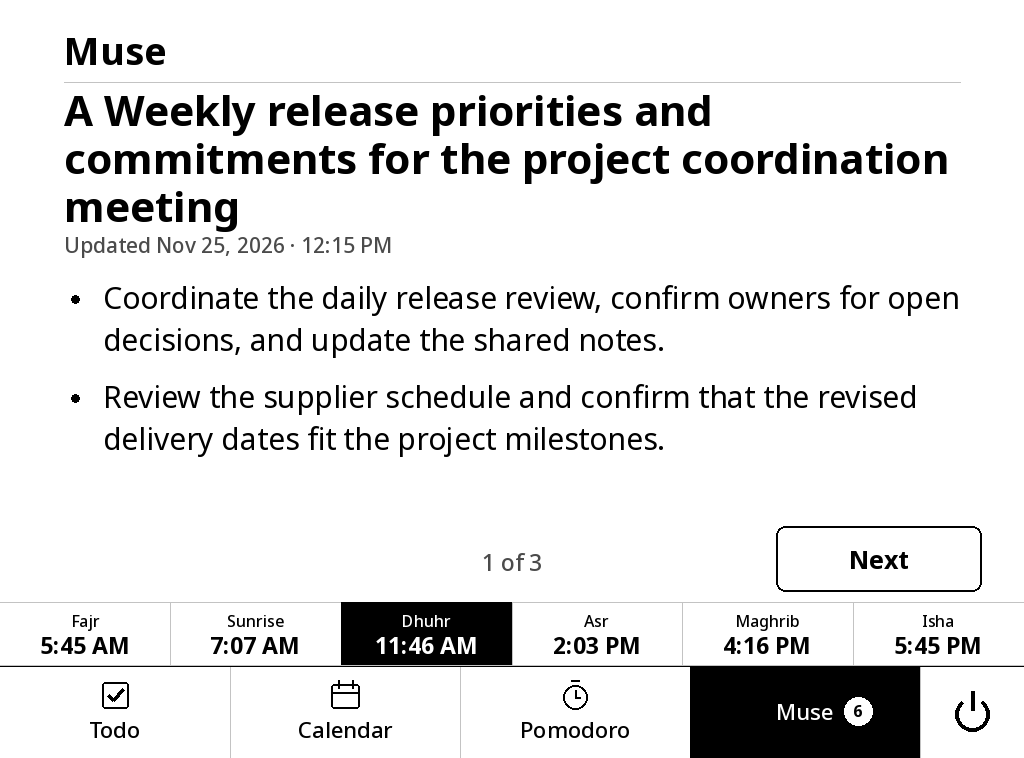 Muse
A Weekly release priorities and
commitments for the project coordination
meeting
Updated Nov 25, 2026 · 12:15 PM
• Coordinate the daily release review, confirm owners for open
decisions, and update the shared notes.
• Review the supplier schedule and confirm that the revised
delivery dates fit the project milestones.
1 of 3
Next
Fajr
5:45 AM
Sunrise
7:07 AM
Dhuhr
11:46 AM
Asr
2:03 PM
Maghrib
4:16 PM
Isha
5:45 PM
Todo
Calendar
Pomodoro
Muse 6